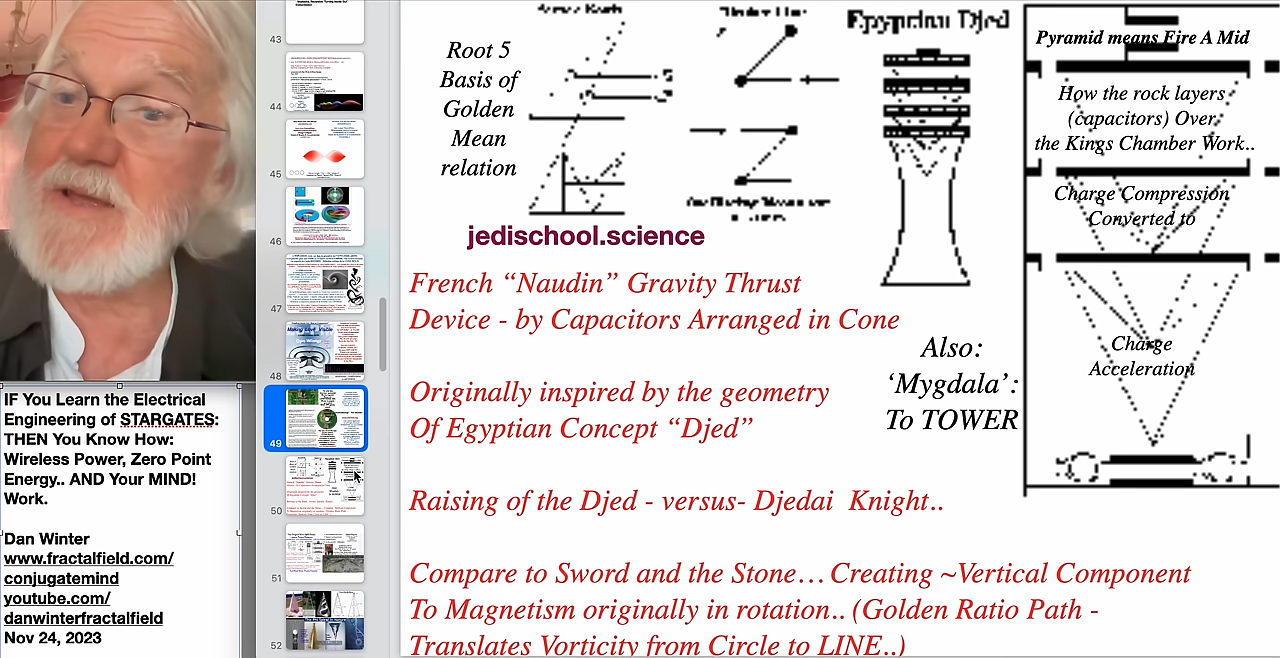 IF You Learn the Electrical
Engineering of STARGATES:
THEN You Know How:
Wireless Power, Zero Point
Energy.. AND Your MIND!
Work.
Dan Winter
www.fractalfield.com/
conjugatemind
youtube.com/
danwinterfractalfield
Nov 24, 2023
43
44
45
46
47
48
49
50
51
52
Root 5
Basis of
Golden
Mean
relation
Egyptian Djed
Pyramid means Fire A Mid
How the rock layers
(capacitors) Over
the Kings Chamber Work..
Charge Compression
Converted to
Charge
Acceleration
jedischool.science
French “Naudin” Gravity Thrust
Device - by Capacitors Arranged in Cone
Also:
‘Mygdala’:
To TOWER
Originally inspired by the geometry
Of Egyptian Concept “Djed”
Raising of the Djed - versus- Djedai Knight..
Compare to Sword and the Stone… Creating ~Vertical Component
To Magnetism originally in rotation.. (Golden Ratio Path -
Translates Vorticity from Circle to LINE..)